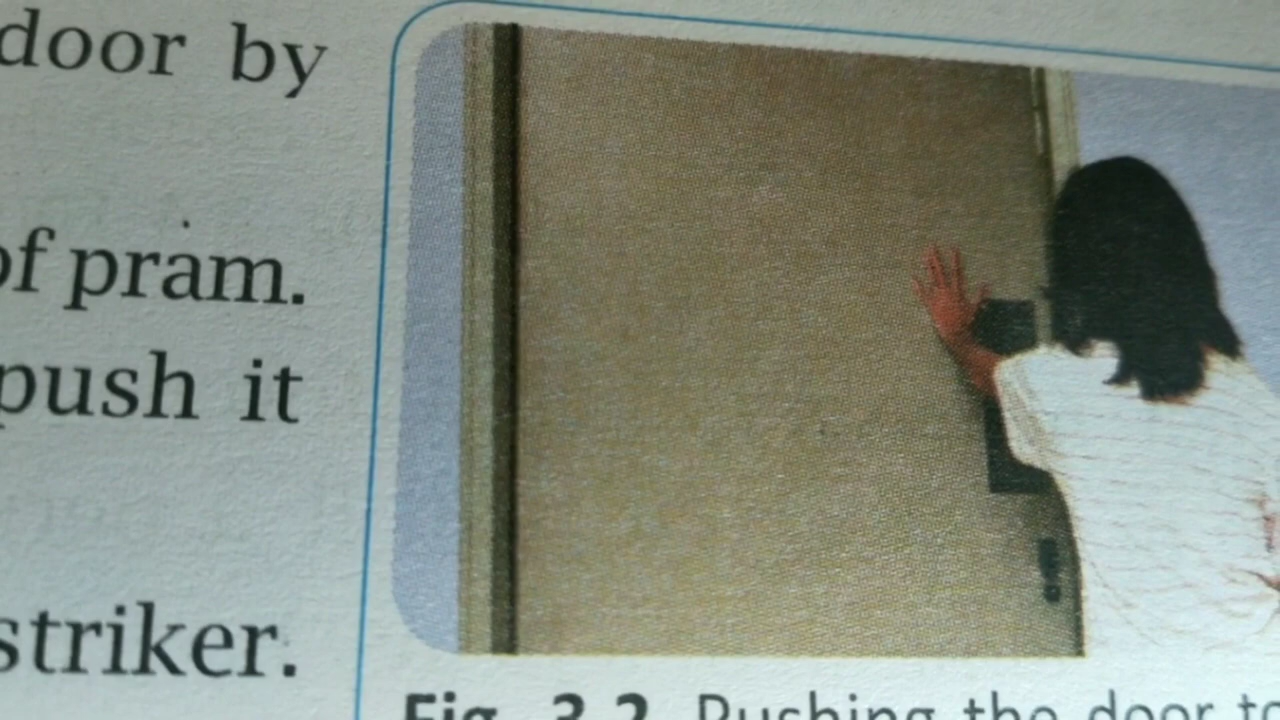 door by
of pram.
push it
striker.
Fig. 3.2 Pushing the door to